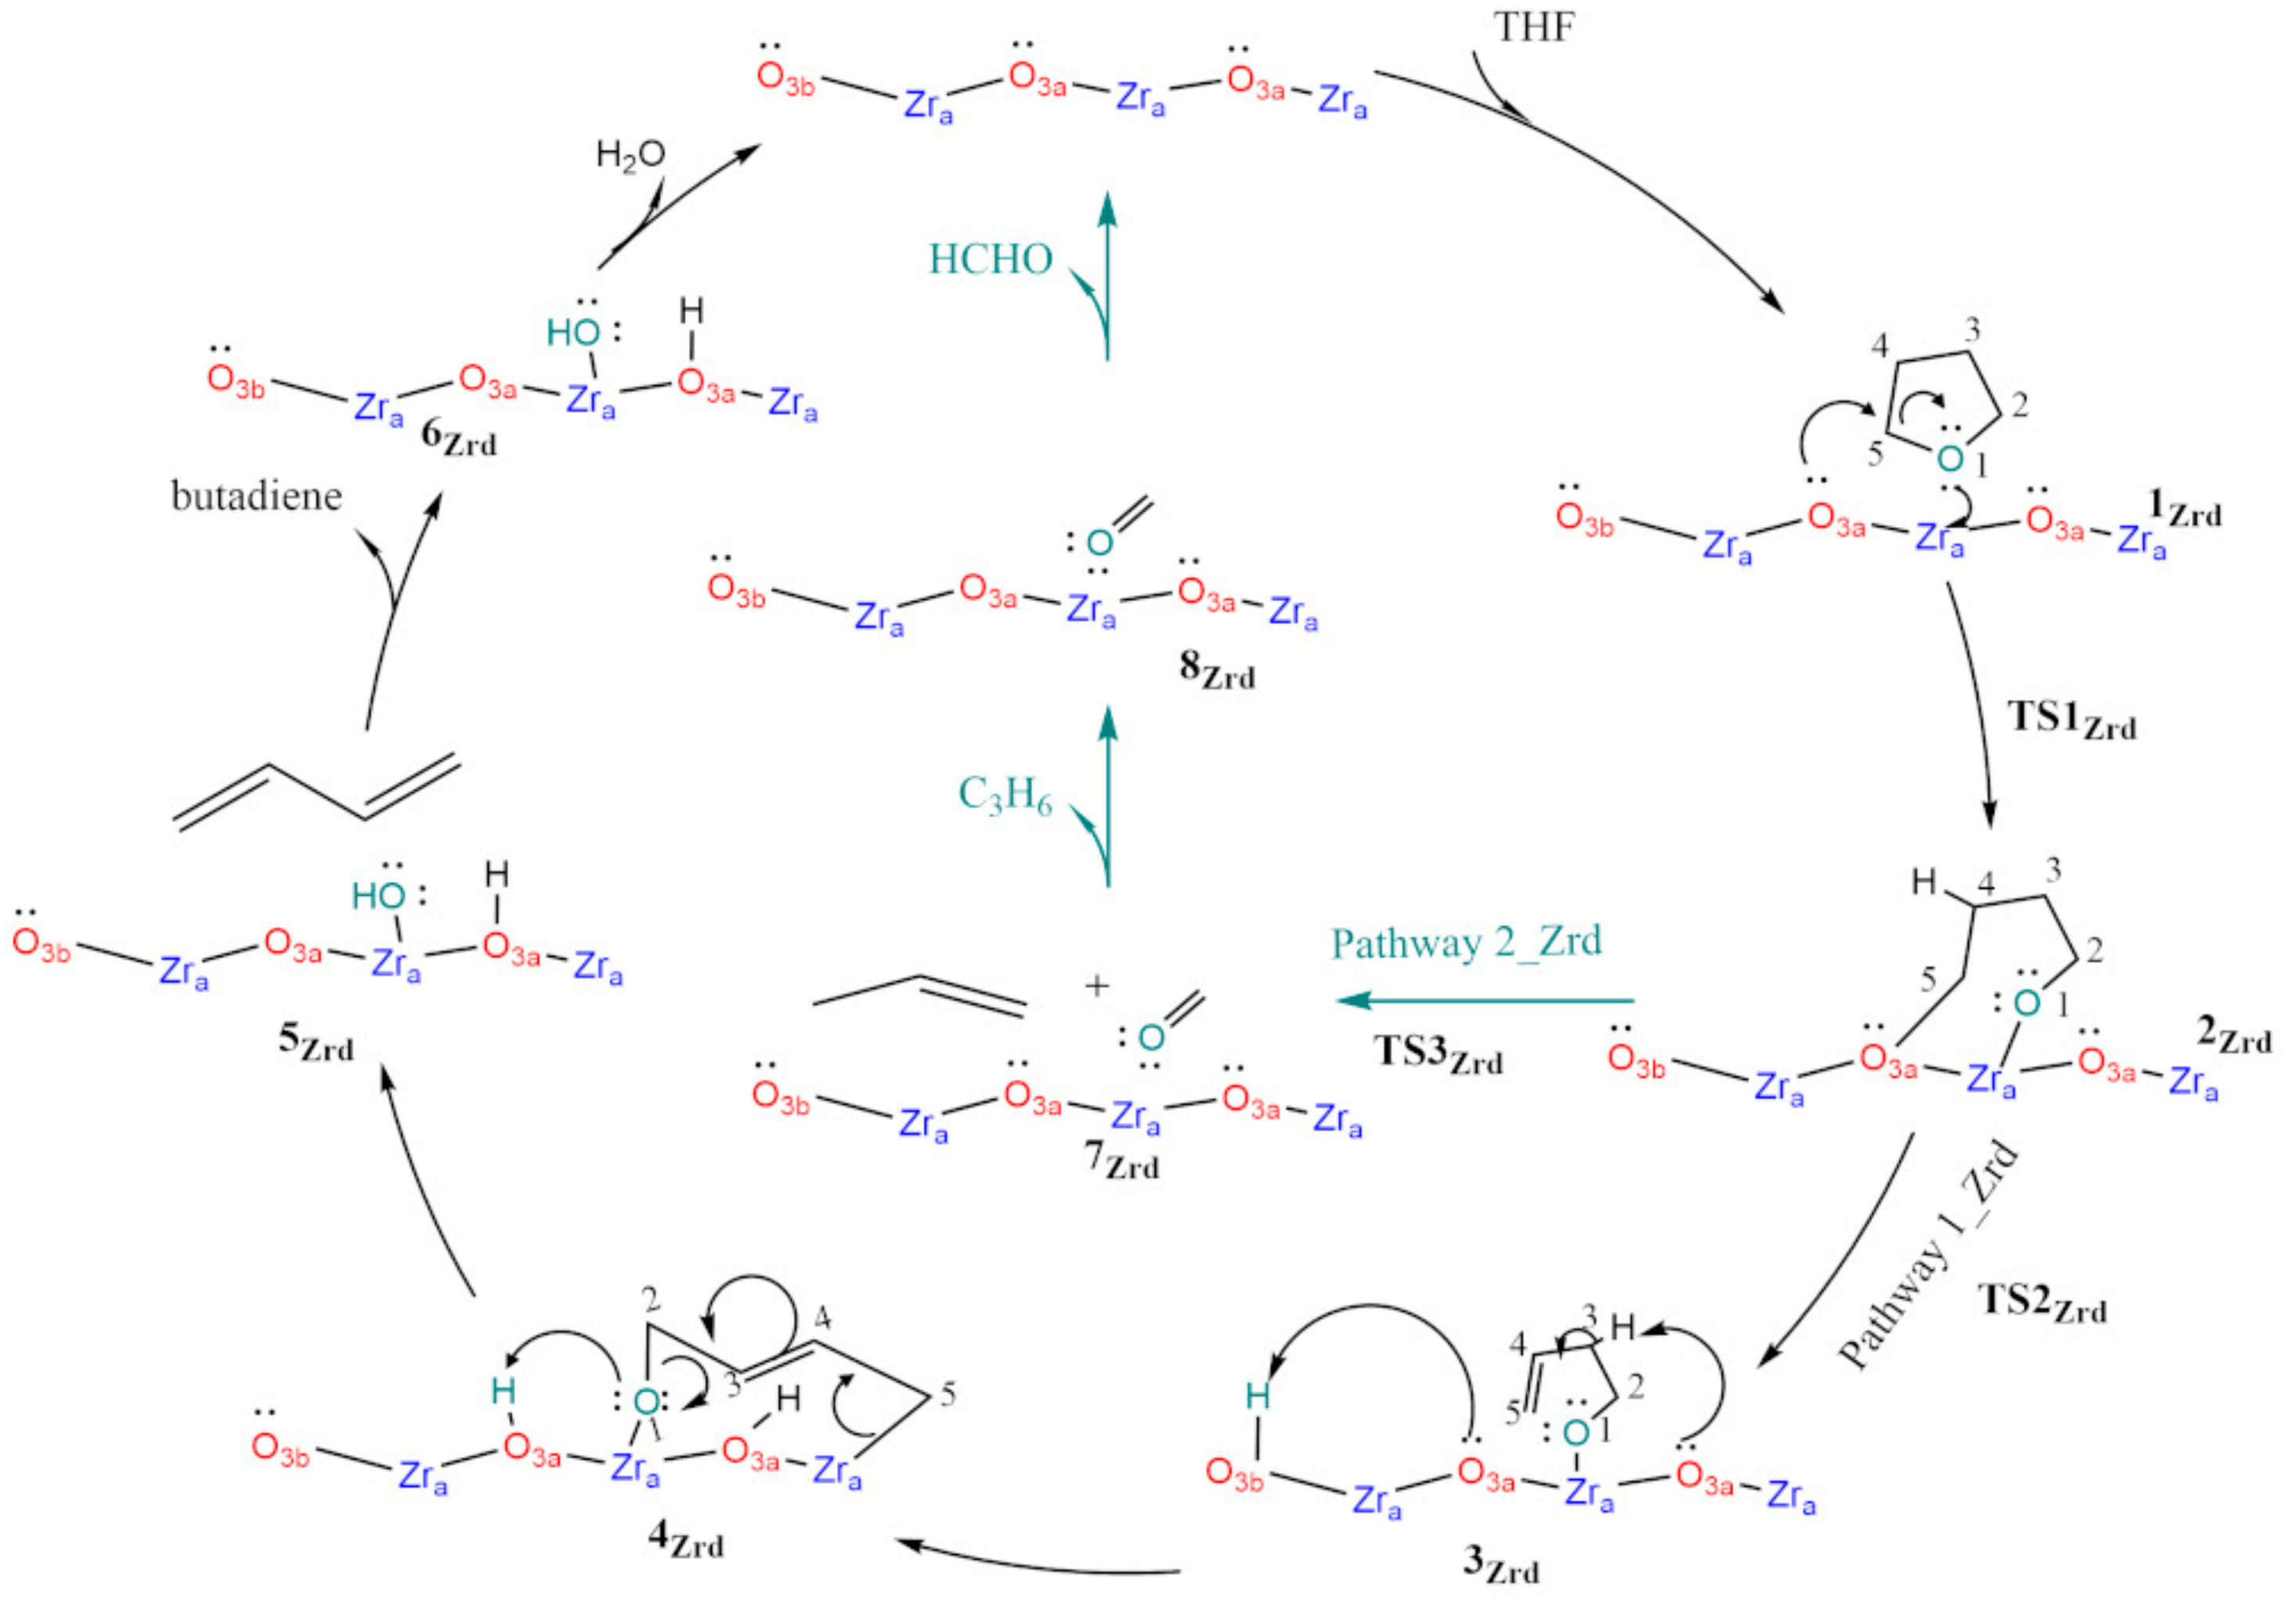 THF
O3b Zra O3a Zra O3a Zra
H2O
HCHO
HO H
O3b Zra O3a Zra O3a Zra
6Zrd
4 3
2
5 O 1
O3b Zra O3a Zra O3a Zra
1Zrd
butadiene
O
O3b Zra O3a Zra O3a Zra
8Zrd
TS1Zrd
C3H6
HO H
O3b Zra O3a Zra O3a Zra
5Zrd
+
O
O3b Zra O3a Zra O3a Zra
7Zrd
Pathway 2_Zrd
TS3Zrd
H 4 3
5 2
O 1
O3b Zra O3a Zra O3a Zra
2Zrd
Pathway 1_Zrd
TS2Zrd
2 4
H 3 H 5
O
1
O3b Zra O3a Zra O3a Zra
4Zrd
4 3 H
H 5 2
O 1
O3b Zra O3a Zra O3a Zra
3Zrd